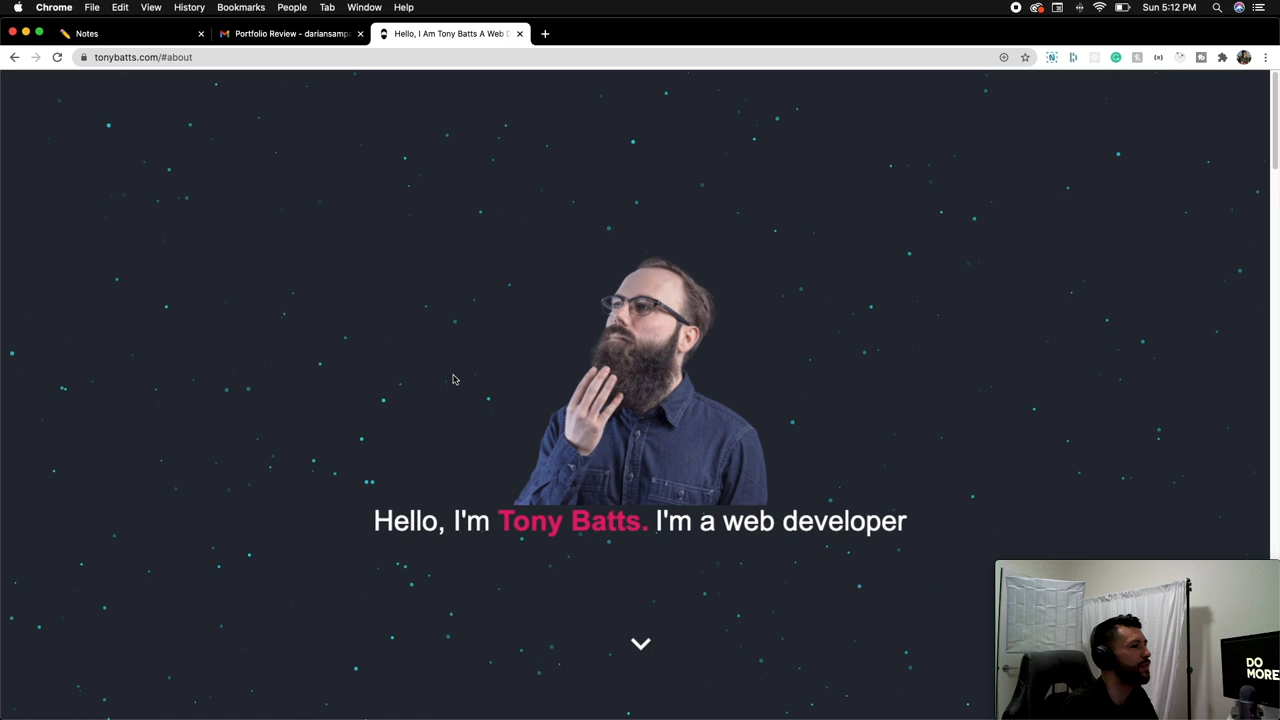 Chrome File Edit View History Bookmarks People Tab Window Help Sun 5:12 PM
Notes Portfolio Review - dariansampa Hello, I Am Tony Batts A Web D
tonybatts.com/#about
Hello, I'm Tony Batts. I'm a web developer
DO
MORE